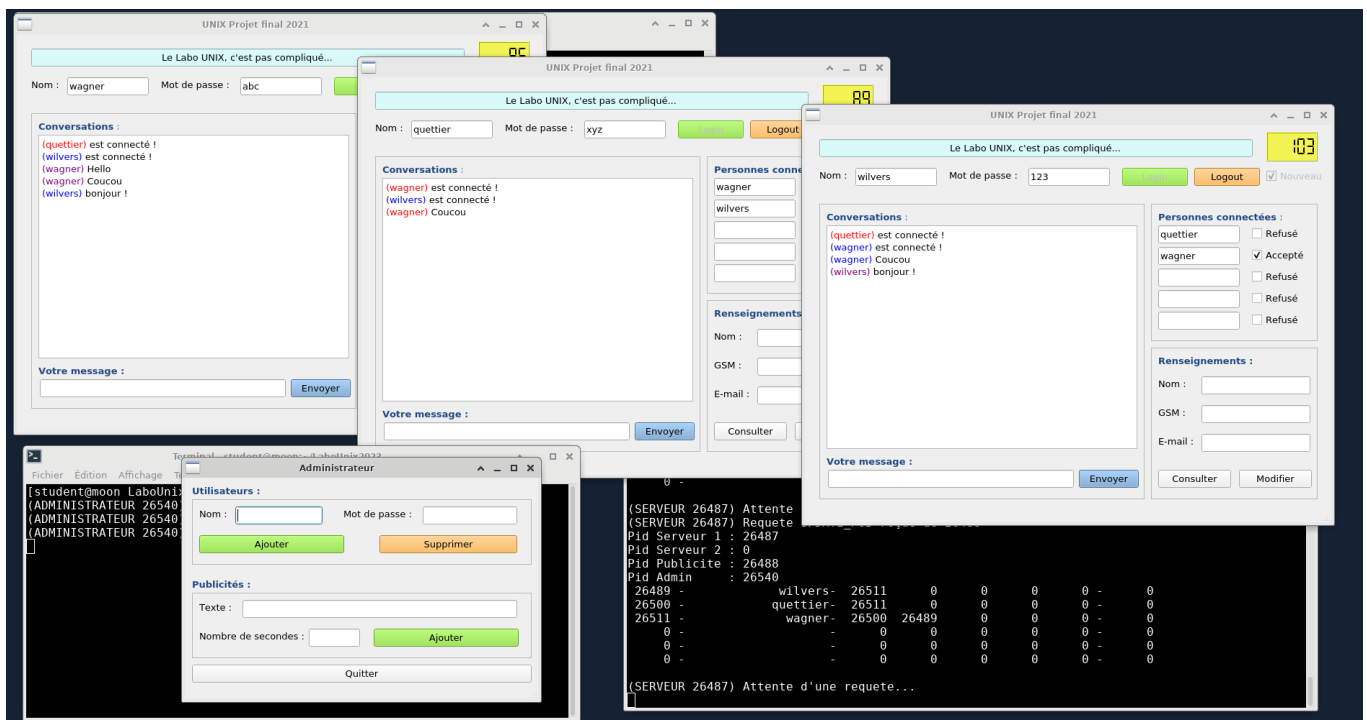 UNIX Projet final 2021
Le Labo UNIX, c'est pas compliqué...
Nom : wagner Mot de passe : abc
Conversations :
(quettier) est connecté !
(wilvers) est connecté !
(wagner) Hello
(wagner) Coucou
(wilvers) bonjour !
Votre message :
Envoyer
UNIX Projet final 2021
Le Labo UNIX, c'est pas compliqué...
89
Nom : quettier Mot de passe : xyz Login Logout
Conversations :
(wagner) est connecté !
(wilvers) est connecté !
(wagner) Coucou
Votre message :
Envoyer
Personnes conne
wagner
wilvers
Renseignements
Nom :
GSM :
E-mail :
Consulter
UNIX Projet final 2021
Le Labo UNIX, c'est pas compliqué...
103
Nom : wilvers Mot de passe : 123 Login Logout Nouveau
Conversations :
(quettier) est connecté !
(wagner) est connecté !
(wagner) Coucou
(wilvers) bonjour !
Votre message :
Envoyer
Personnes connectées :
quettier Refusé
wagner Accepté
Refusé
Refusé
Refusé
Renseignements :
Nom :
GSM :
E-mail :
Consulter Modifier
Fichier Édition Affichage
[student@moon LaboUnix
(ADMINISTRATEUR 26540)
(ADMINISTRATEUR 26540)
(ADMINISTRATEUR 26540)
Administrateur
Utilisateurs :
Nom : Mot de passe :
Ajouter Supprimer
Publicités :
Texte :
Nombre de secondes : Ajouter
Quitter
0 -
(SERVEUR 26487) Attente
(SERVEUR 26487) Requete
Pid Serveur 1 : 26487
Pid Serveur 2 : 0
Pid Publicite : 26488
Pid Admin : 26540
26489 - wilvers- 26511 0 0 0 0 - 0
26500 - quettier- 26511 0 0 0 0 - 0
26511 - wagner- 26500 26489 0 0 0 - 0
0 - - 0 0 0 0 0 - 0
0 - - 0 0 0 0 0 - 0
0 - - 0 0 0 0 0 - 0
(SERVEUR 26487) Attente d'une requete...